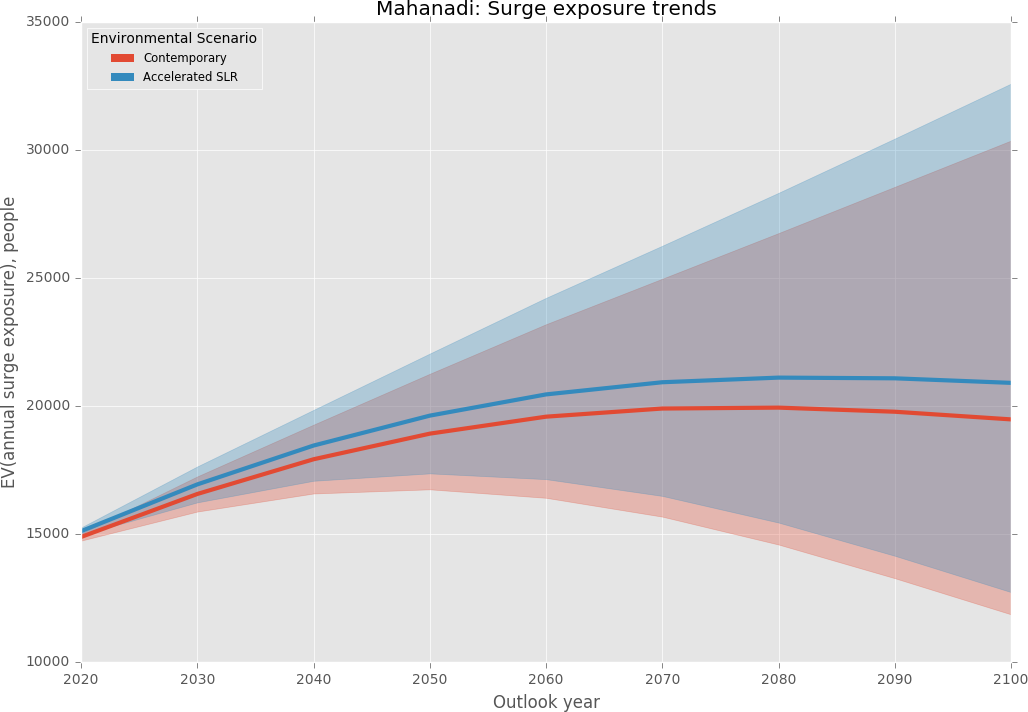 Mahanadi: Surge exposure trends
35000
Environmental Scenario
Contemporary
Accelerated SLR
30000
25000
20000
15000
10000
EV(annual surge exposure), people
2020 2030 2040 2050 2060 2070 2080 2090 2100
Outlook year